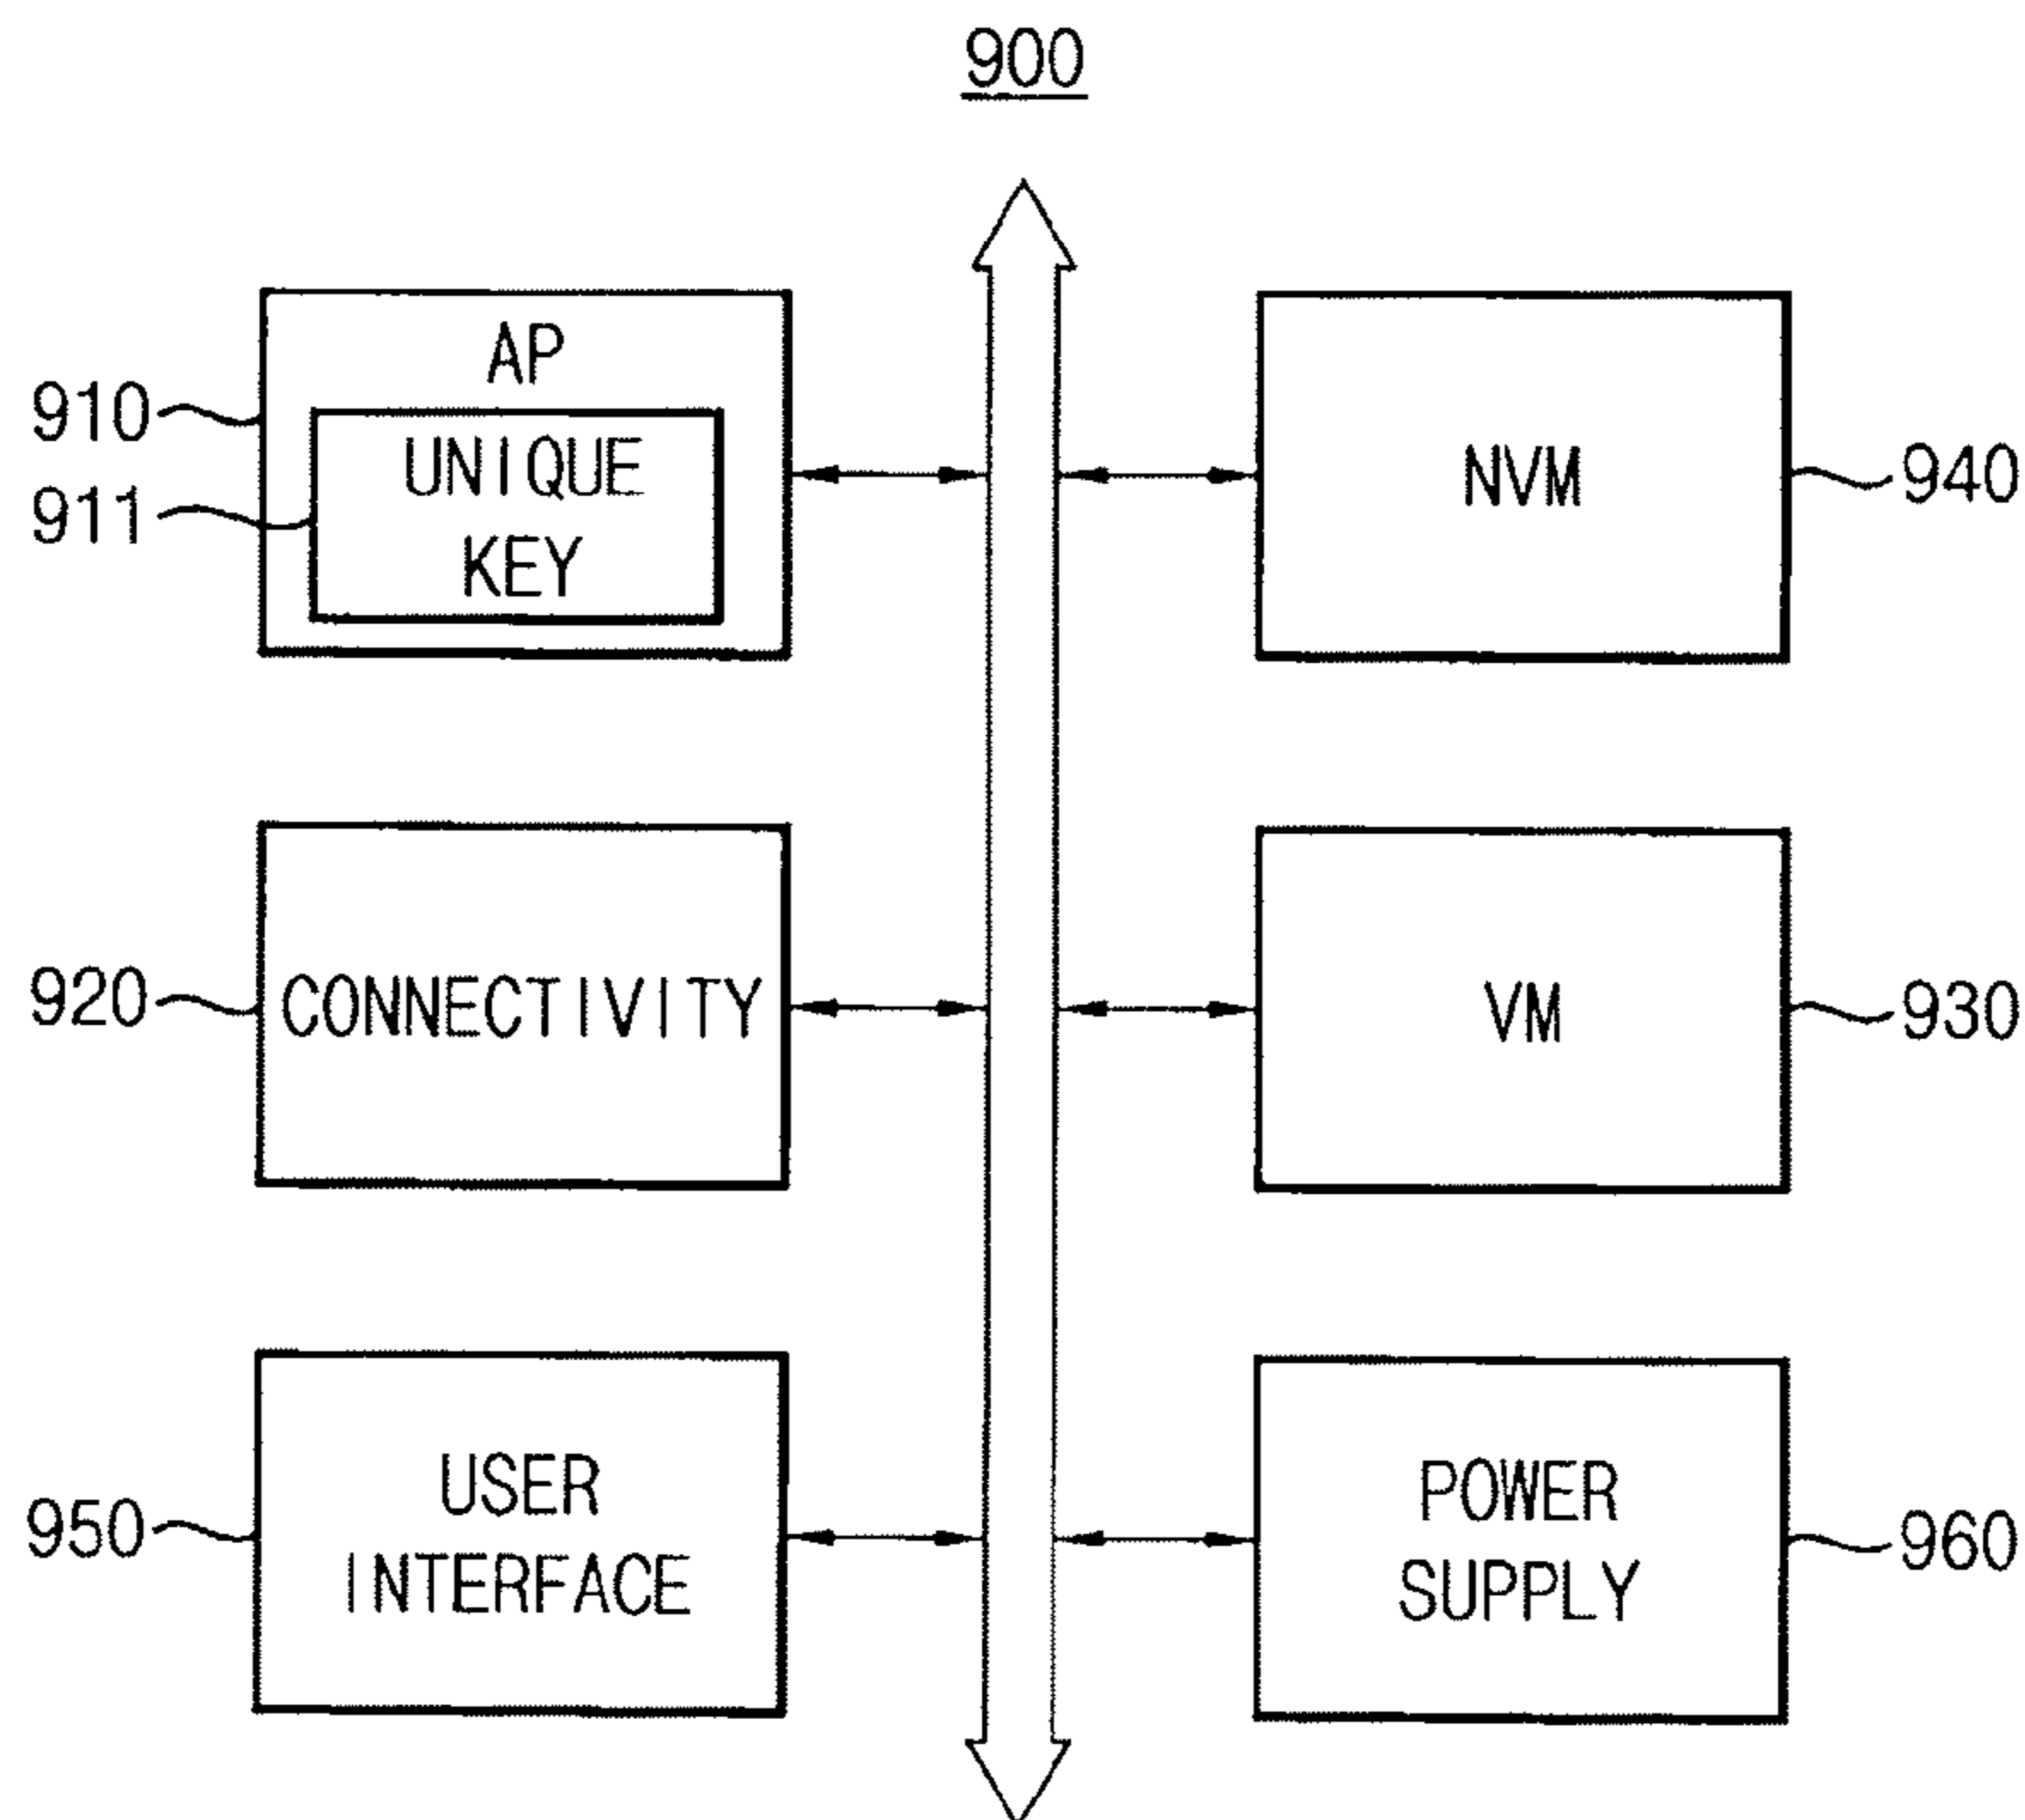 900
AP
910
UNIQUE
KEY
911
NVM
940
920
CONNECTIVITY
VM
930
950
USER
INTERFACE
POWER
SUPPLY
960